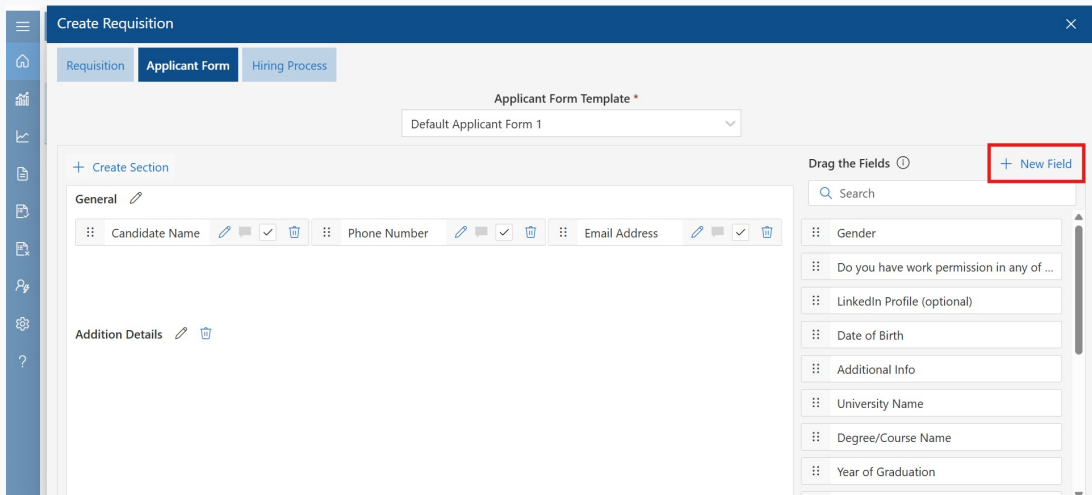 Create Requisition
Requisition
Applicant Form
Hiring Process
Applicant Form Template *
Default Applicant Form 1
+ Create Section
General
Candidate Name
Phone Number
Email Address
Addition Details
Drag the Fields
+ New Field
Search
Gender
Do you have work permission in any of ...
LinkedIn Profile (optional)
Date of Birth
Additional Info
University Name
Degree/Course Name
Year of Graduation